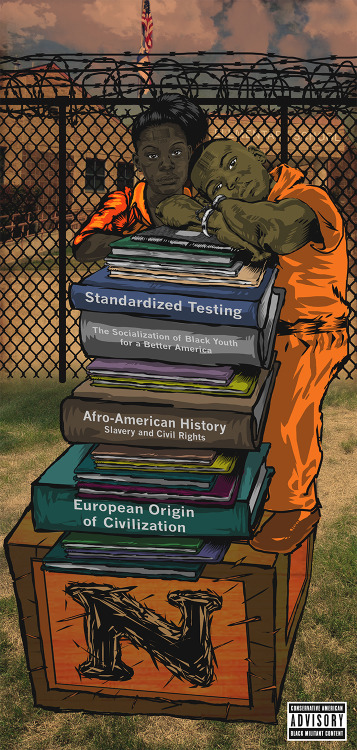 Standardized Testing
The Socialization of Black Youth
for a Better America
Afro-American History
Slavery and Civil Rights
European Origin
of Civilization
N
CONSERVATIVE AMERICAN
ADVISORY
BLACK MILITANT CONTENT